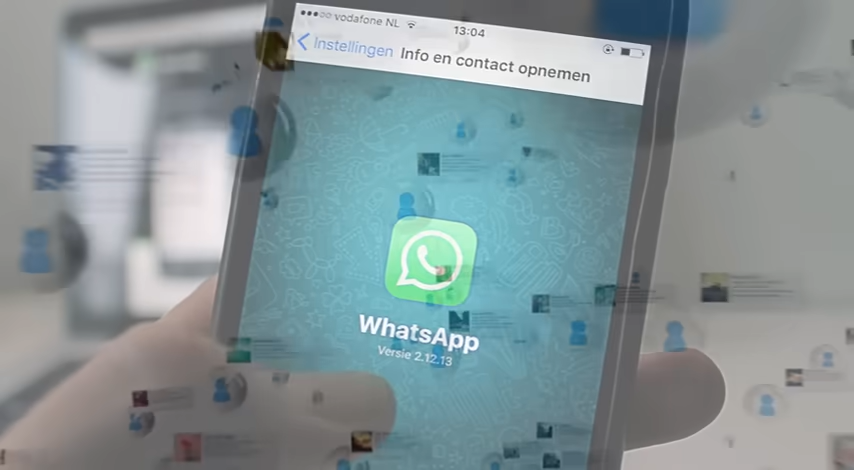 vodafone NL
13:04
Instellingen
Info en contact opnemen
WhatsApp
Versie 2.12.13